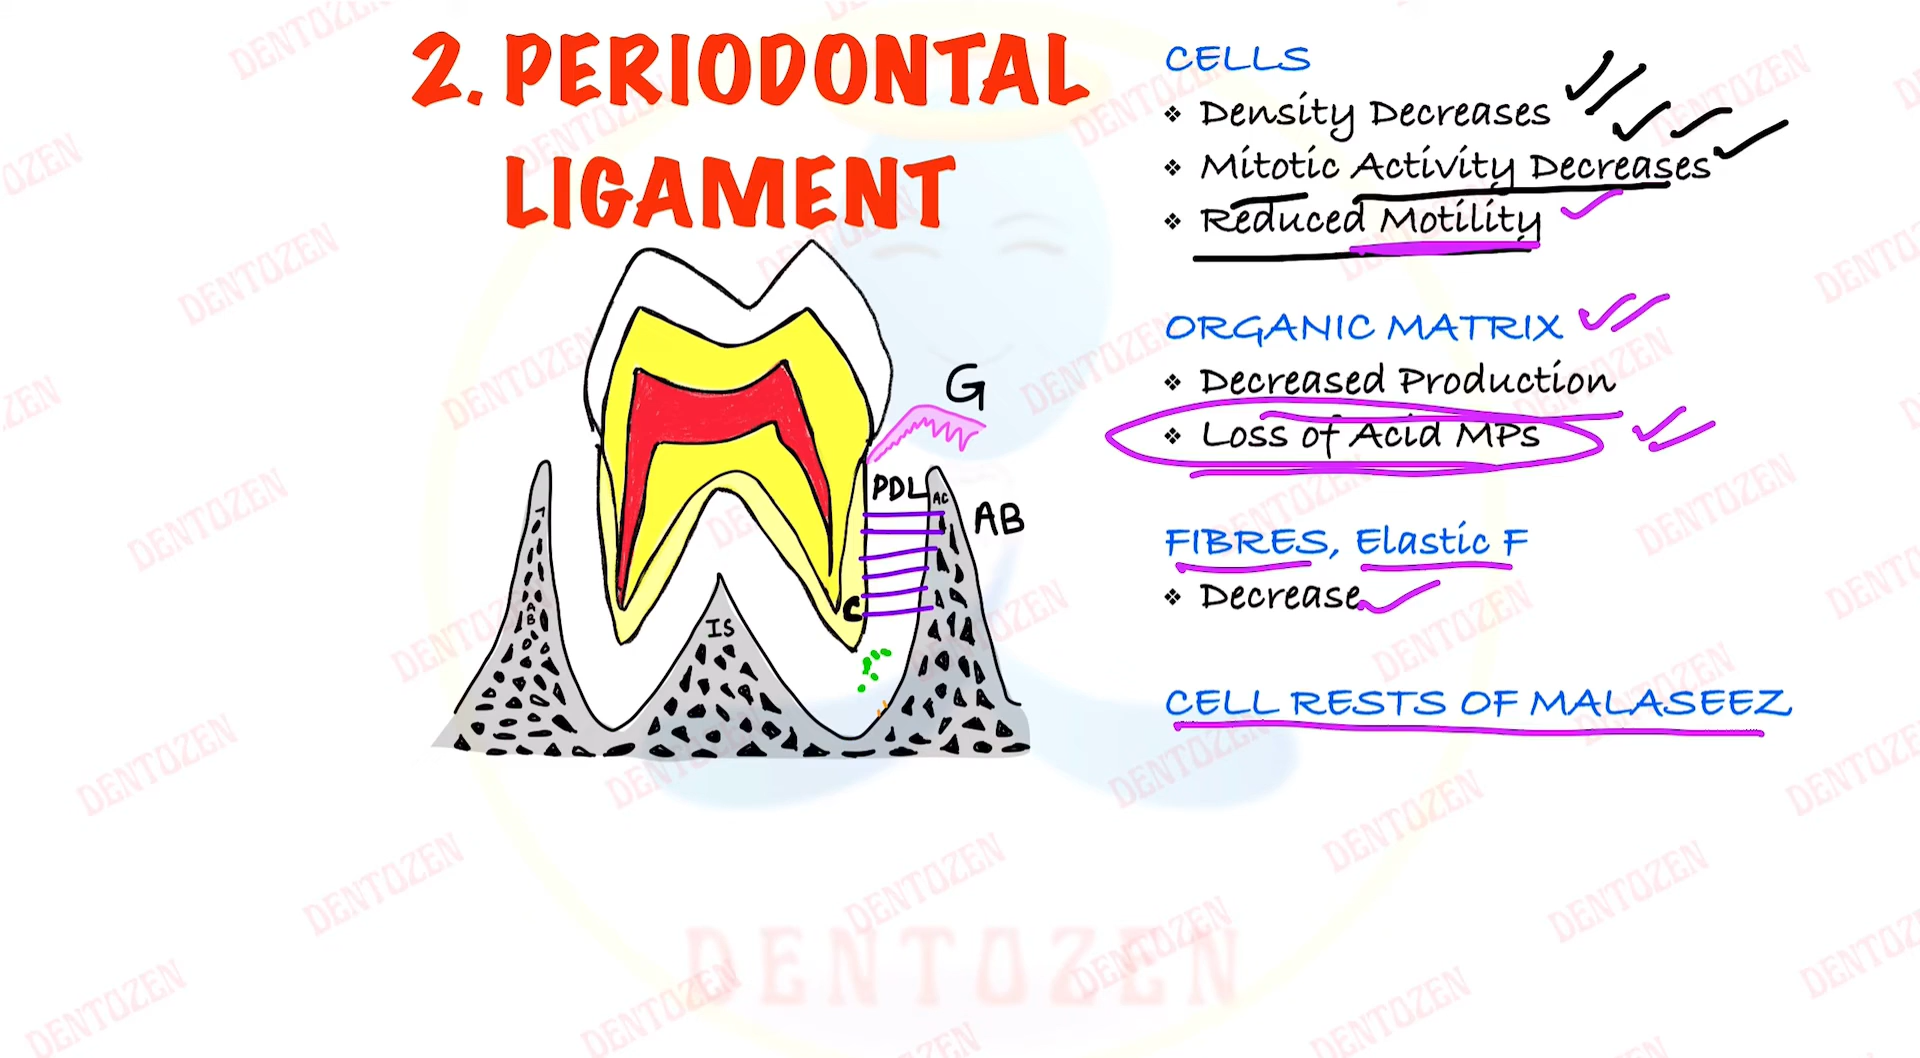 2. PERIODONTAL
LIGAMENT
CELLS
❖ Density Decreases
❖ Mitotic Activity Decreases
❖ Reduced Motility
ORGANIC MATRIX
❖ Decreased Production
❖ Loss of Acid MPs
FIBRES, Elastic F
❖ Decrease
CELL RESTS OF MALASEEZ
G
PDL
AC
AB
C
IS
A
B
DENTOZEN